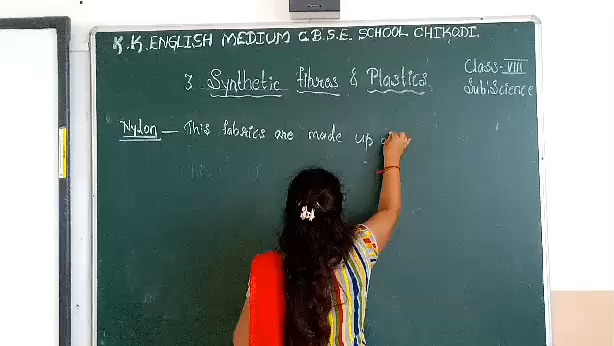 K.K. ENGLISH MEDIUM C.B.S.E. SCHOOL CHIKODI.
Class-VIII
Sub:Science
3 Synthetic fibres & Plastics.
Nylon — This fabrics are made up